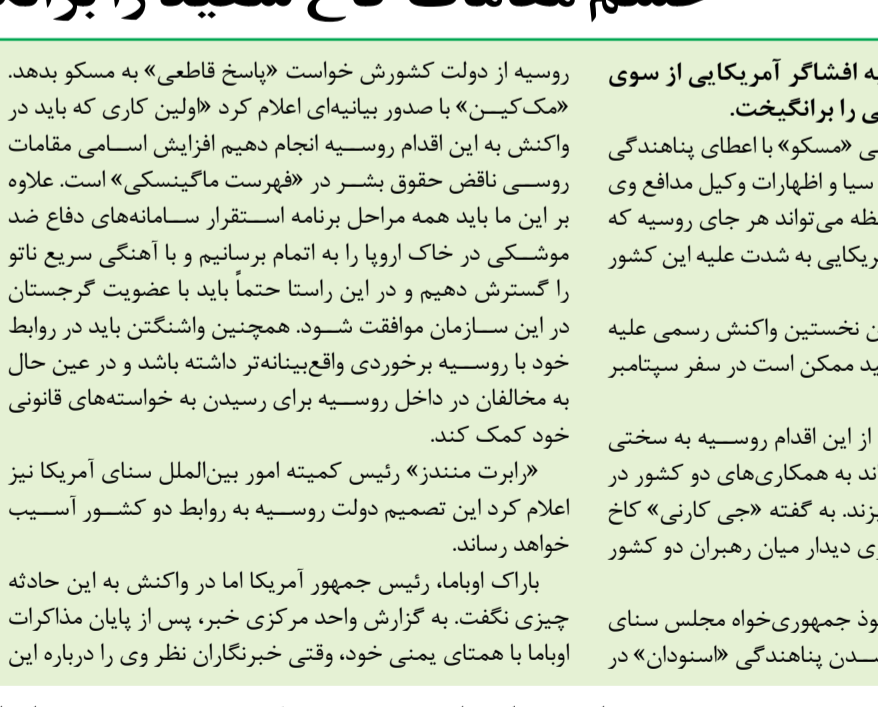 خشم مقامات کاخ سفید را برانگ
ه افشاگر آمریکایی از سوی
ی را برانگیخت.
ی «مسکو» با اعطای پناهندگی
سیا و اظهارات وکیل مدافع وی
ظه می‌تواند هر جای روسیه که
ریکایی به شدت علیه این کشور
ن نخستین واکنش رسمی علیه
ید ممکن است در سفر سپتامبر
از این اقدام روسیه به سختی
ند به همکاری‌های دو کشور در
یزند. به گفته «جی کارنی» کاخ
ی دیدار میان رهبران دو کشور
وذ جمهوری‌خواه مجلس سنای
شدن پناهندگی «اسنودان» در
روسیه از دولت کشورش خواست «پاسخ قاطعی» به مسکو بدهد.
«مک‌کین» با صدور بیانیه‌ای اعلام کرد «اولین کاری که باید در
واکنش به این اقدام روسیه انجام دهیم افزایش اسامی مقامات
روسی ناقض حقوق بشر در «فهرست ماگینسکی» است. علاوه
بر این ما باید همه مراحل برنامه استقرار سامانه‌های دفاع ضد
موشکی در خاک اروپا را به اتمام برسانیم و با آهنگی سریع ناتو
را گسترش دهیم و در این راستا حتماً باید با عضویت گرجستان
در این سازمان موافقت شود. همچنین واشنگتن باید در روابط
خود با روسیه برخوردی واقع‌بینانه‌تر داشته باشد و در عین حال
به مخالفان در داخل روسیه برای رسیدن به خواسته‌های قانونی
خود کمک کند.
«رابرت منندز» رئیس کمیته امور بین‌الملل سنای آمریکا نیز
اعلام کرد این تصمیم دولت روسیه به روابط دو کشور آسیب
خواهد رساند.
باراک اوباما، رئیس جمهور آمریکا اما در واکنش به این حادثه
چیزی نگفت. به گزارش واحد مرکزی خبر، پس از پایان مذاکرات
اوباما با همتای یمنی خود، وقتی خبرنگاران نظر وی را درباره این